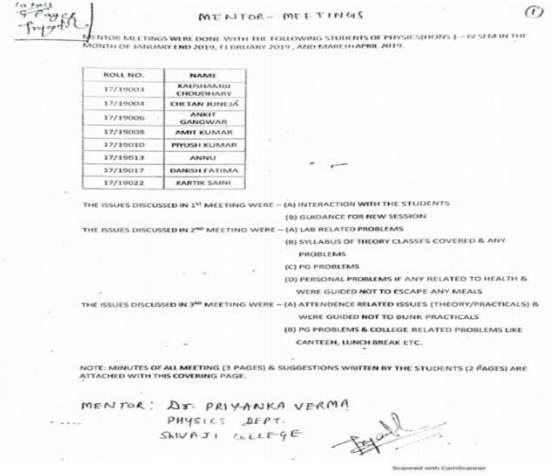 MENTOR- MEETINGS
1
MENTOR MEETINGS WERE DONE WITH THE FOLLOWING STUDENTS OF PHYSICS(HONS ) – IV SEM IN THE
MONTH OF JANUARY END 2019, FEBRUARY 2019 , AND MARCH+APRIL 2019.
ROLL NO. NAME
17/19003 KAUSHAMBI CHOUDHARY
17/19004 CHETAN JUNEJA
17/19006 ANKIT GANGWAR
17/19008 AMIT KUMAR
17/19010 PIYUSH KUMAR
17/19013 ANNU
17/19017 DANISH FATIMA
17/19022 KARTIK SAINI
THE ISSUES DISCUSSED IN 1ST MEETING WERE – (A) INTERACTION WITH THE STUDENTS
(B) GUIDANCE FOR NEW SESSION
THE ISSUES DISCUSSED IN 2ND MEETING WERE – (A) LAB RELATED PROBLEMS
(B) SYLLABUS OF THEORY CLASSES COVERED & ANY
PROBLEMS
(C) PG PROBLEMS
(D) PERSONAL PROBLEMS IF ANY RELATED TO HEALTH &
WERE GUIDED NOT TO ESCAPE ANY MEALS
THE ISSUES DISCUSSED IN 3RD MEETING WERE – (A) ATTENDENCE RELATED ISSUES (THEORY/PRACTICALS) &
WERE GUIDED NOT TO BUNK PRACTICALS
(B) PG PROBLEMS & COLLEGE RELATED PROBLEMS LIKE
CANTEEN, LUNCH BREAK ETC.
NOTE: MINUTES OF ALL MEETING (3 PAGES) & SUGGESTIONS WRITTEN BY THE STUDENTS (2 PAGES) ARE
ATTACHED WITH THIS COVERING PAGE.
MENTOR: Dr. PRIYANKA VERMA
PHYSICS DEPT.
SHIVAJI COLLEGE
Scanned with CamScanner